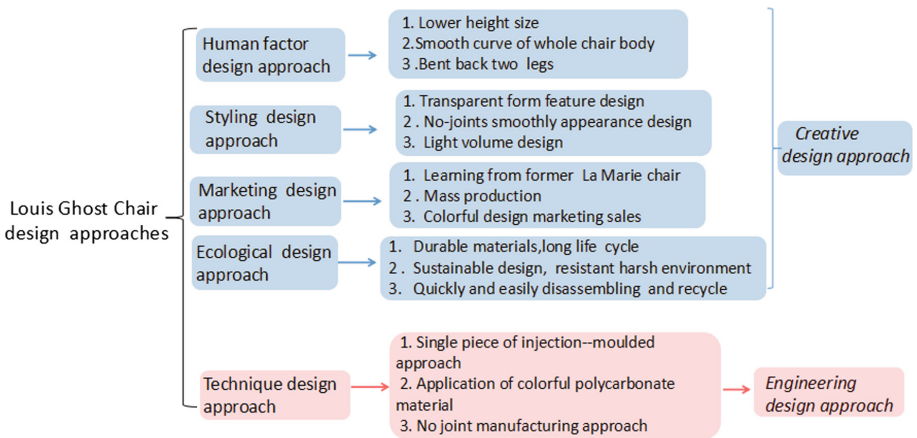 Louis Ghost Chair
design approaches
Human factor
design approach
1. Lower height size
2.Smooth curve of whole chair body
3 .Bent back two legs
Styling design
approach
1. Transparent form feature design
2 . No-joints smoothly appearance design
3. Light volume design
Marketing design
approach
1. Learning from former La Marie chair
2 . Mass production
3. Colorful design marketing sales
Ecological design
approach
1. Durable materials,long life cycle
2 . Sustainable design, resistant harsh environment
3. Quickly and easily disassembling and recycle
Creative
design approach
Technique design
approach
1. Single piece of injection--moulded
approach
2. Application of colorful polycarbonate
material
3. No joint manufacturing approach
Engineering
design approach